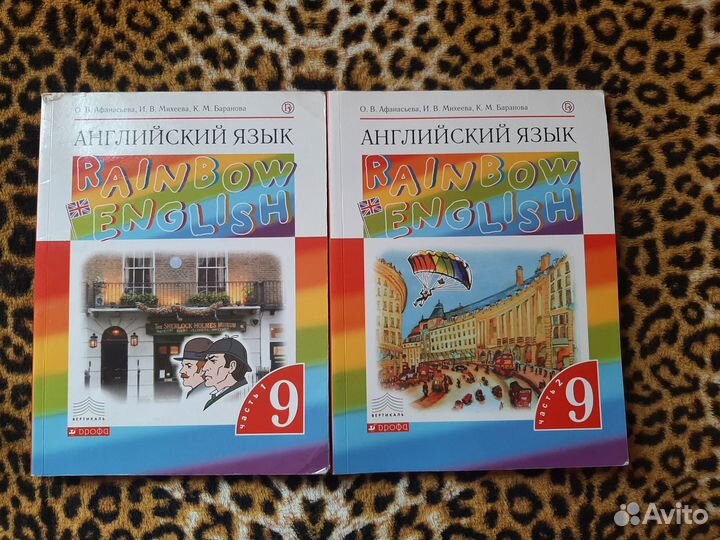 О. В. Афанасьева, И. В. Михеева, К. М. Баранова
АНГЛИЙСКИЙ ЯЗЫК
RAINBOW
ENGLISH
THE SHERLOCK HOLMES MUSEUM
ВЕРТИКАЛЬ
ДРОФА
часть 1
9
О. В. Афанасьева, И. В. Михеева, К. М. Баранова
АНГЛИЙСКИЙ ЯЗЫК
RAINBOW
ENGLISH
ВЕРТИКАЛЬ
ДРОФА
часть 2
9
Avito